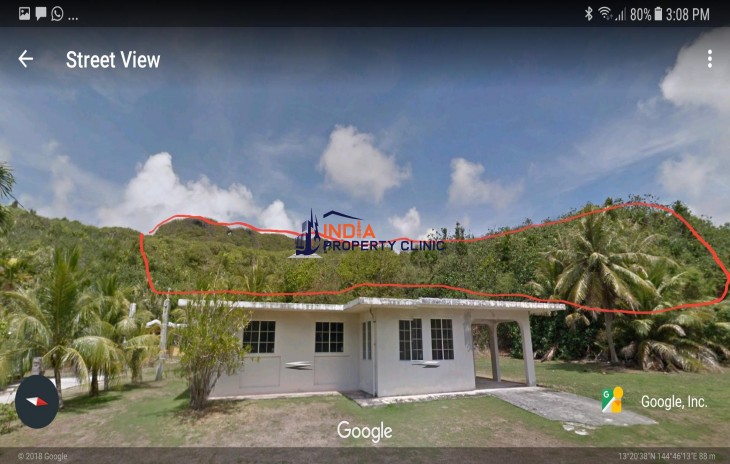 80% 3:08 PM
Street View
INDIA
PROPERTY CLINIC
Google, Inc.
Google
© 2018 Google
13°20'38"N 144°46'13"E 88 m